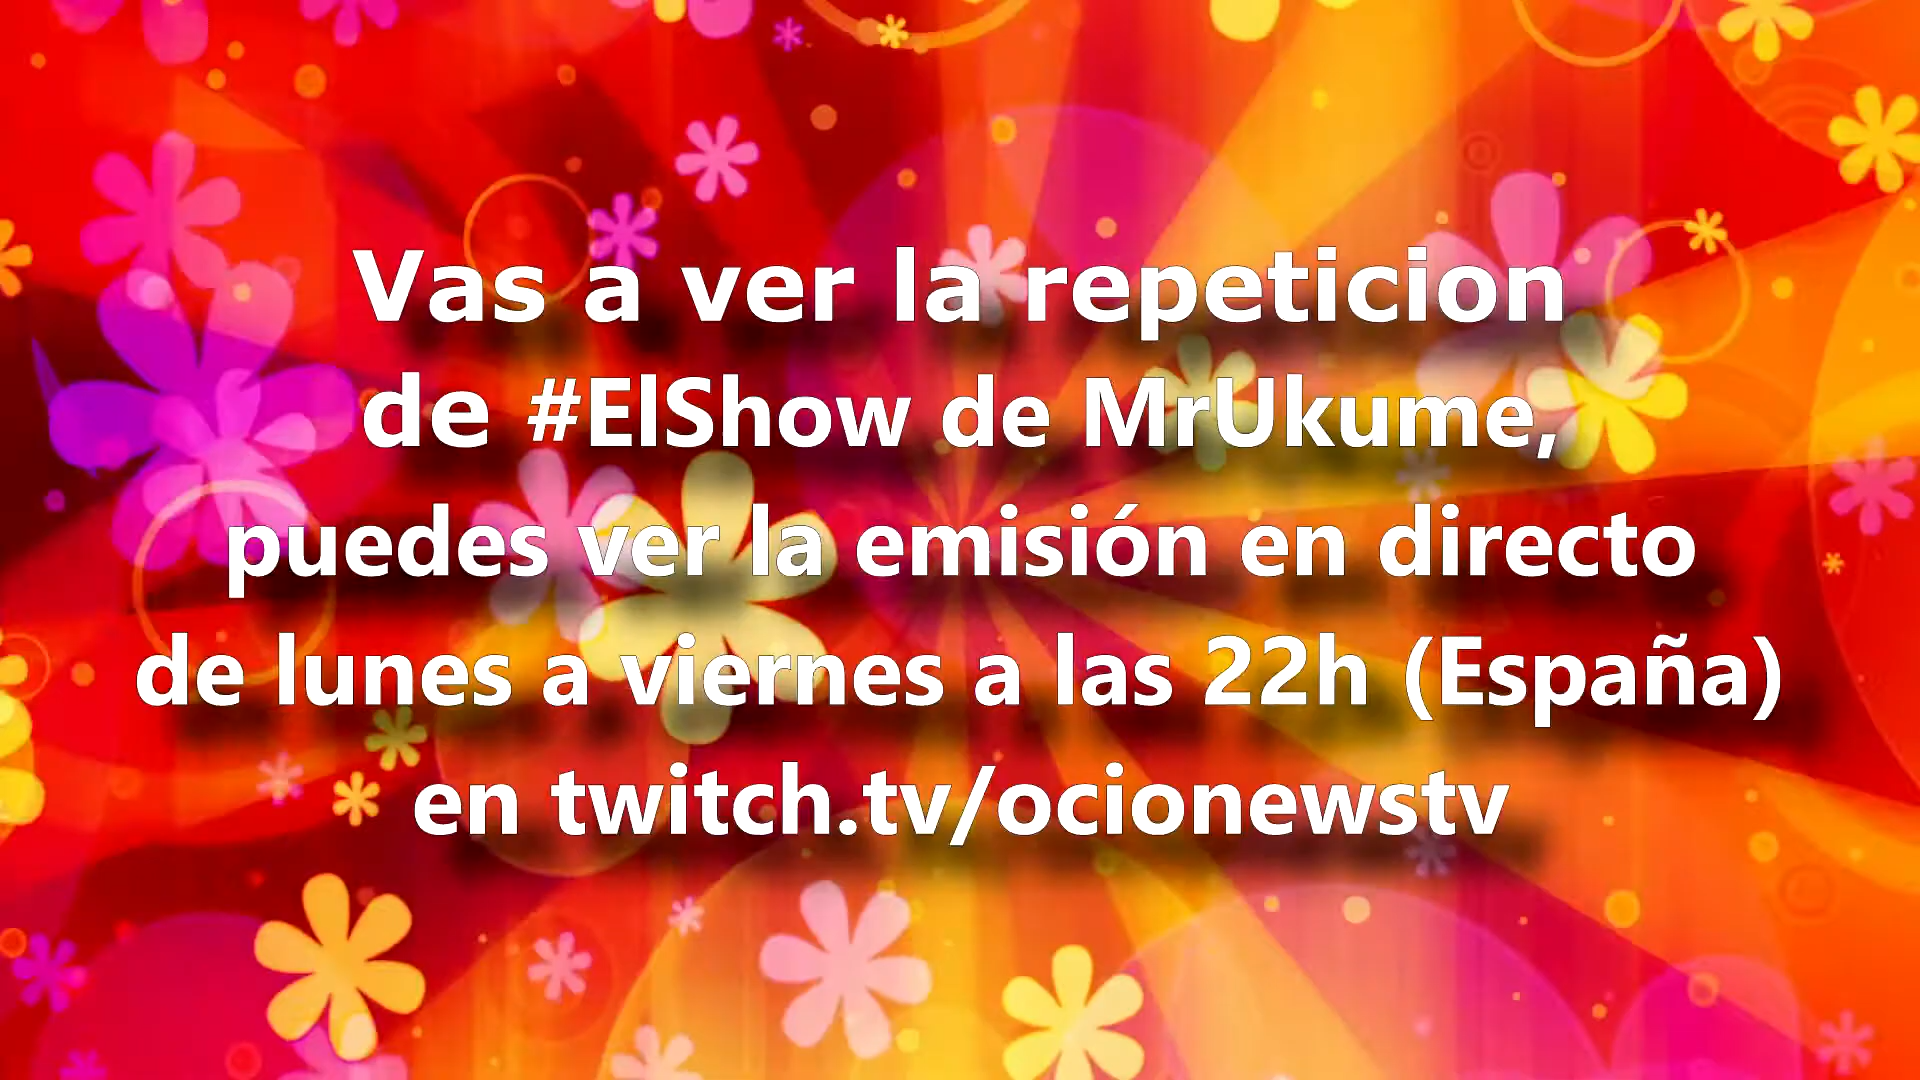 Vas a ver la repeticion
de #ElShow de MrUkume,
puedes ver la emisión en directo
de lunes a viernes a las 22h (España)
en twitch.tv/ocionewstv